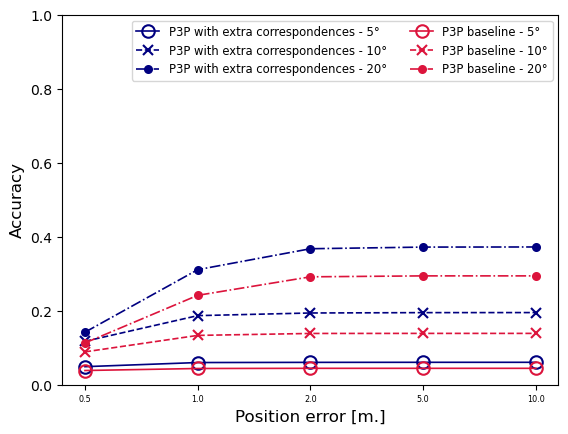 P3P with extra correspondences - 5°
P3P with extra correspondences - 10°
P3P with extra correspondences - 20°
P3P baseline - 5°
P3P baseline - 10°
P3P baseline - 20°
1.0
0.8
0.6
0.4
0.2
0.0
Accuracy
0.5 1.0 2.0 5.0 10.0
Position error [m.]